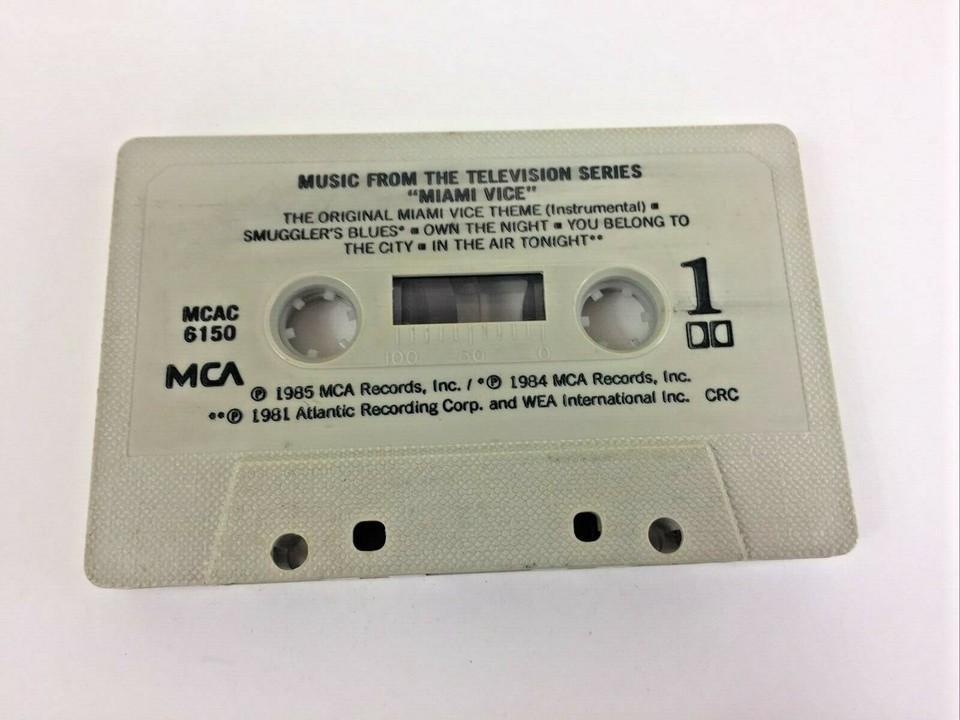 MUSIC FROM THE TELEVISION SERIES
"MIAMI VICE"
THE ORIGINAL MIAMI VICE THEME (Instrumental) ▪
SMUGGLER'S BLUES* ▪ OWN THE NIGHT ▪ YOU BELONG TO
THE CITY ▪ IN THE AIR TONIGHT**
1
MCAC
6150
100 50 0
MCA
℗ 1985 MCA Records, Inc. / *℗ 1984 MCA Records, Inc.
**℗ 1981 Atlantic Recording Corp. and WEA International Inc. CRC